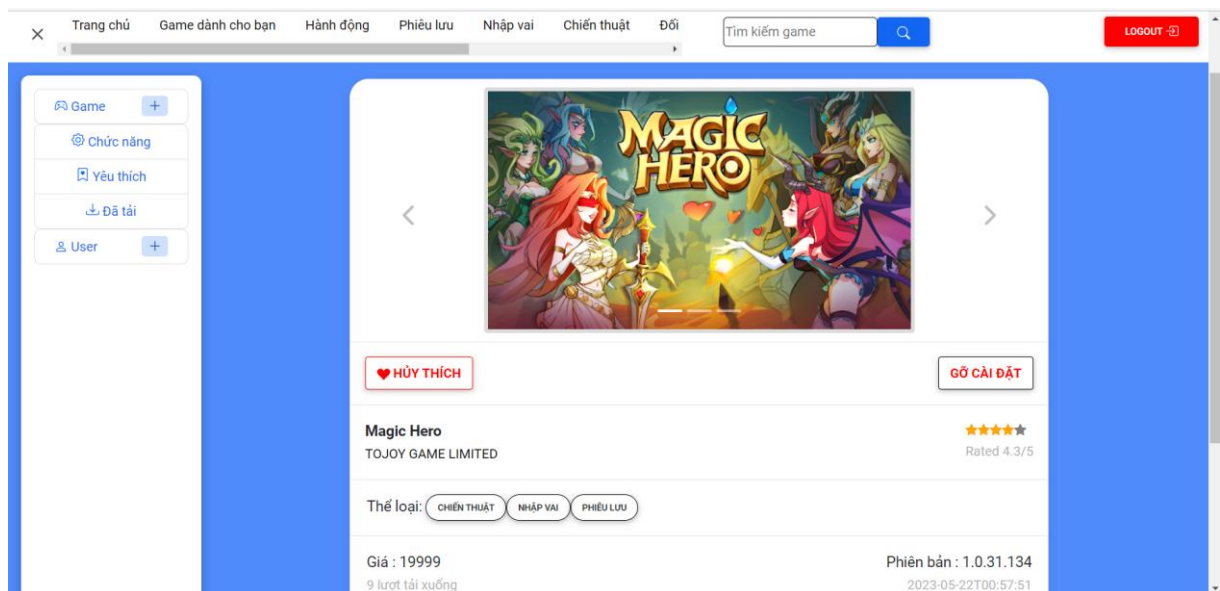 Trang chủ Game dành cho bạn Hành động Phiêu lưu Nhập vai Chiến thuật Đối
Tìm kiếm game
LOGOUT
Game +
Chức năng
Yêu thích
Đã tải
User +
MAGIC
HERO
HỦY THÍCH
GỠ CÀI ĐẶT
Magic Hero
TOJOY GAME LIMITED
Rated 4.3/5
Thể loại: CHIẾN THUẬT NHẬP VAI PHIÊU LƯU
Giá : 19999
Phiên bản : 1.0.31.134
9 lượt tải xuống
2023-05-22T00:57:51